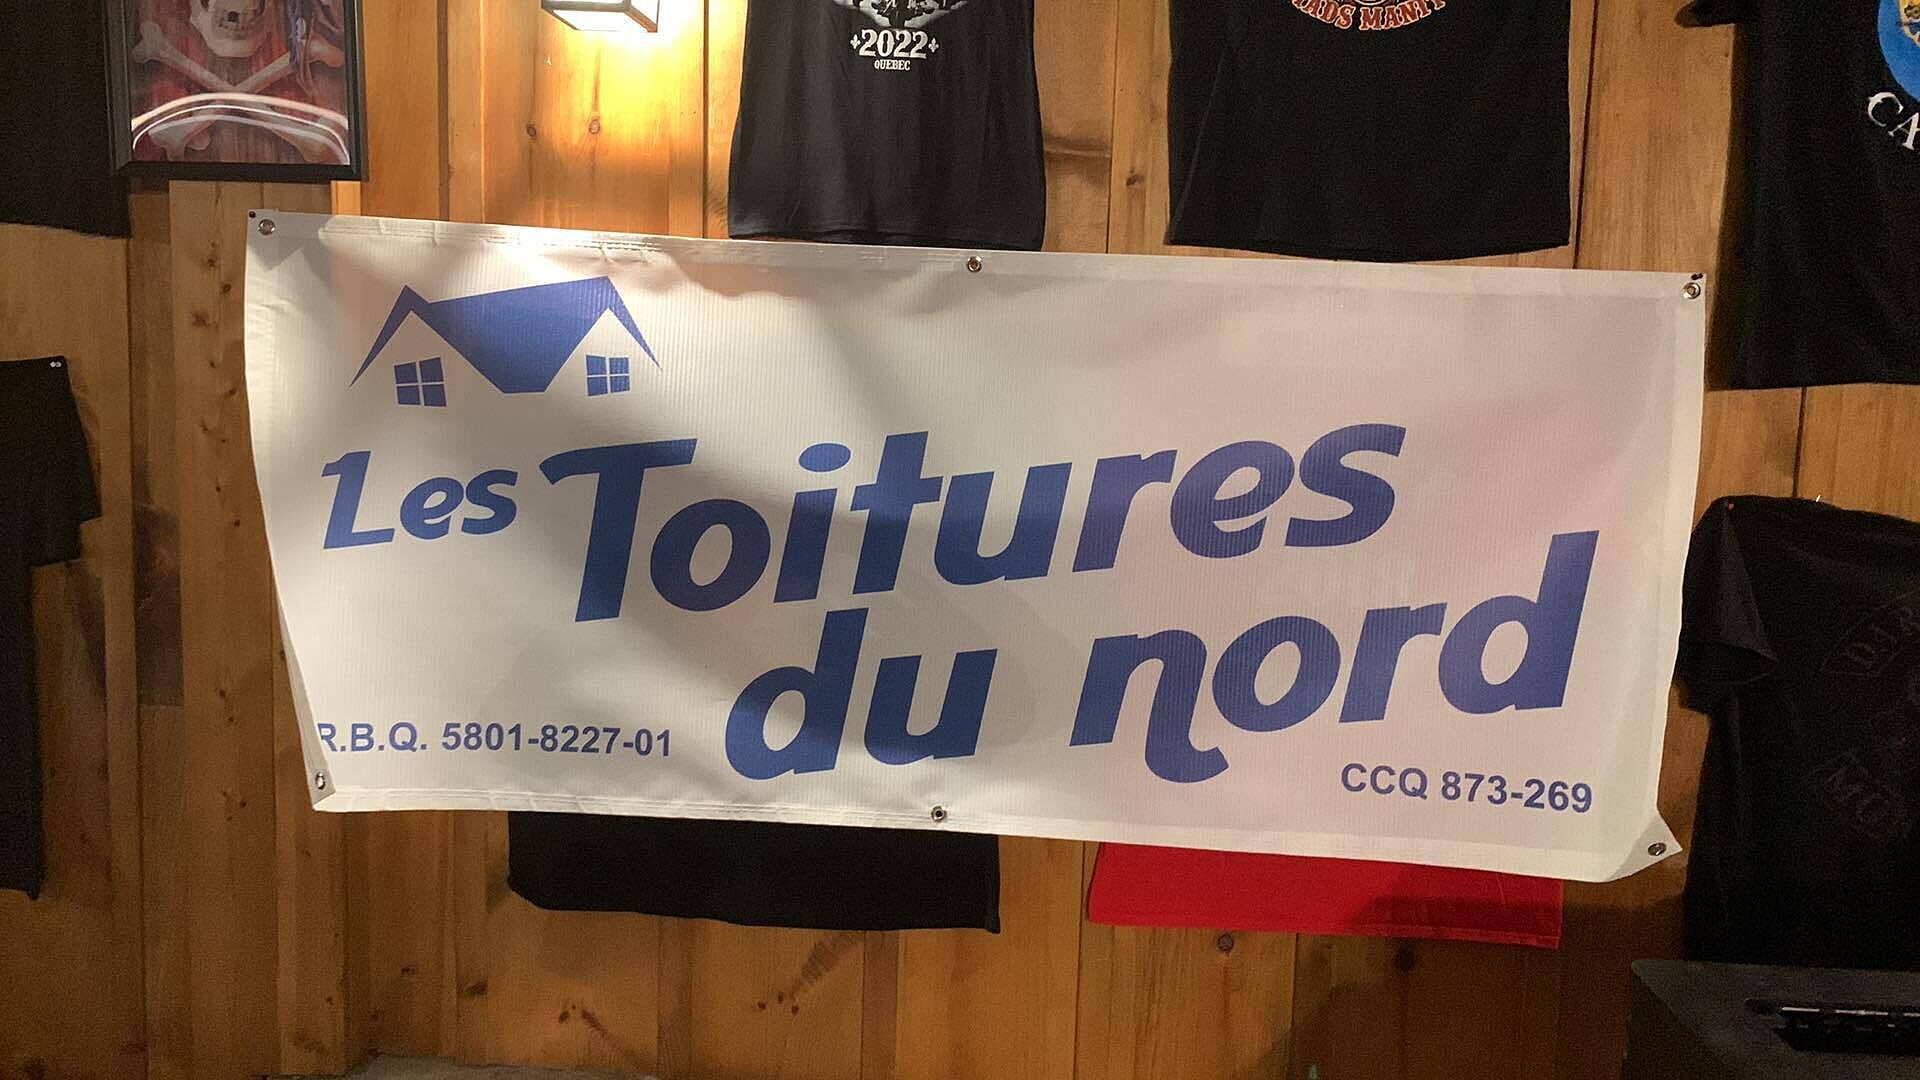 2022
QUEBEC
Les Toitures
du nord
R.B.Q. 5801-8227-01
CCQ 873-269